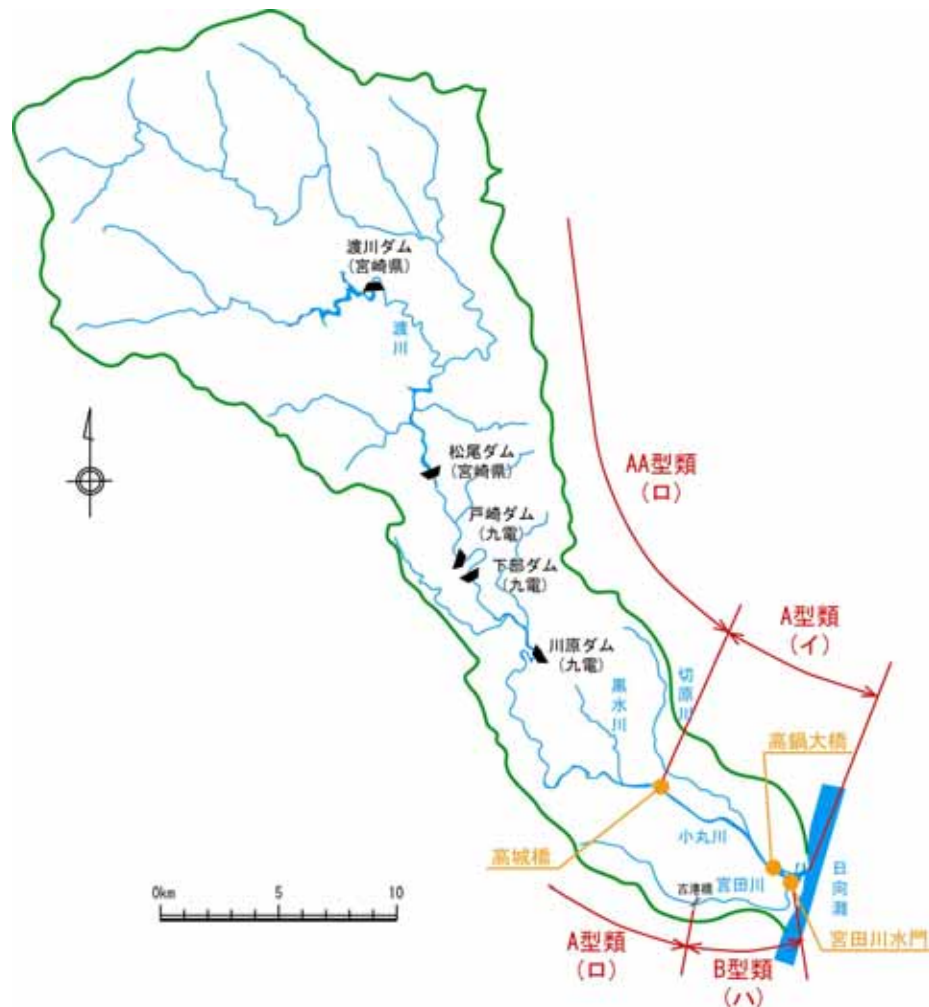 渡川ダム
(宮崎県)
渡川
松尾ダム
(宮崎県)
戸崎ダム
(九電)
下部ダム
(九電)
川原ダム
(九電)
AA型類
(ロ)
A型類
(イ)
切原川
黒水川
高鍋大橋
小丸川
高城橋
宮田川
古港橋
日向灘
宮田川水門
0km
5
10
A型類
(ロ)
B型類
(ハ)